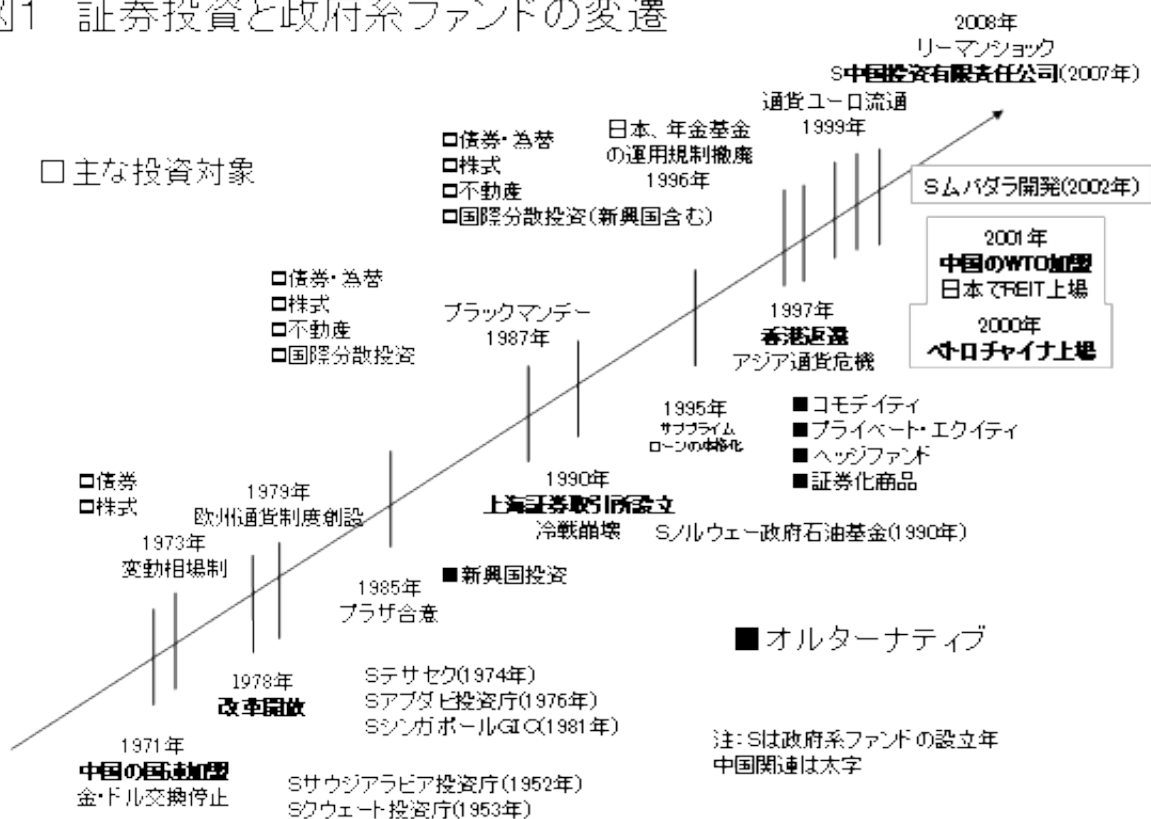 図1 証券投資と政府系ファンドの変遷
2008年
リーマンショック
S中国投資有限責任公司(2007年)
通貨ユーロ流通
1999年
日本、年金基金
の運用規制撤廃
1996年
□債券・為替
□株式
□不動産
□国際分散投資(新興国含む)
□主な投資対象
Sムバダラ開発(2002年)
2001年
中国のWTO加盟
日本でREIT上場
2000年
ペトロチャイナ上場
□債券・為替
□株式
□不動産
□国際分散投資
ブラックマンデー
1987年
1997年
香港返還
アジア通貨危機
1995年
サブプライム
ローンの本格化
■コモデイティ
■プライベート・エクイティ
■ヘッジファンド
■証券化商品
□債券
□株式
1979年
欧州通貨制度創設
1973年
変動相場制
1990年
上海証券取引所設立
冷戦崩壊
Sノルウェー政府石油基金(1990年)
■新興国投資
1985年
プラザ合意
■オルターナティブ
1978年
改革開放
Sテサセク(1974年)
Sアブダビ投資庁(1976年)
SシンガポールGIC(1981年)
1971年
中国の国連加盟
金・ドル交換停止
Sサウジアラビア投資庁(1952年)
Sクウェート投資庁(1953年)
注:Sは政府系ファンドの設立年
中国関連は太字